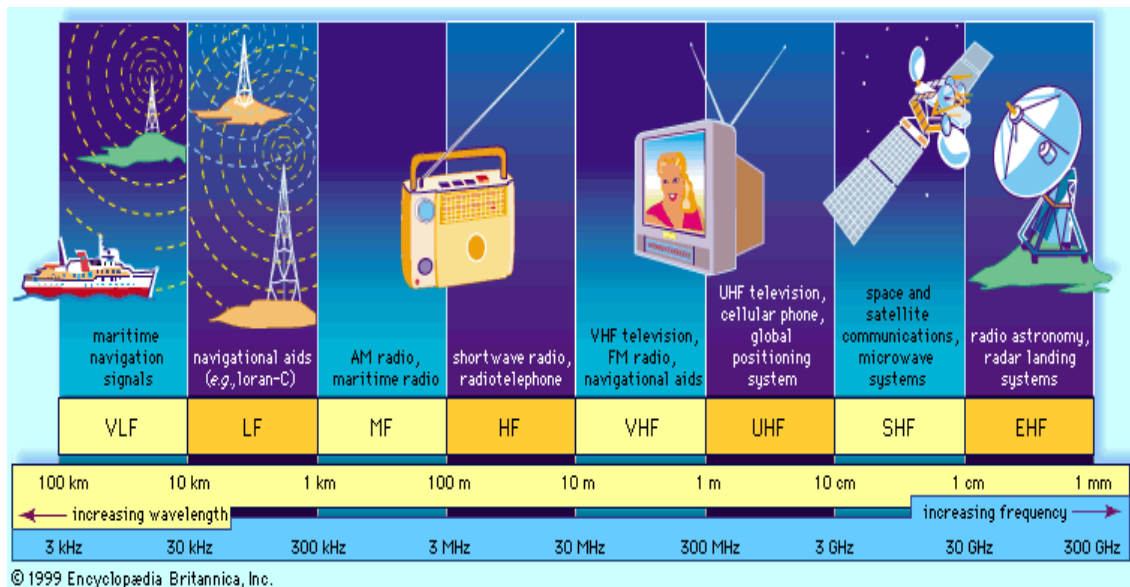 maritime
navigation
signals
navigational aids
(e.g., loran-C)
AM radio,
maritime radio
shortwave radio,
radiotelephone
VHF television,
FM radio,
navigational aids
UHF television,
cellular phone,
global
positioning
system
space and
satellite
communications,
microwave
systems
radio astronomy,
radar landing
systems
VLF LF MF HF VHF UHF SHF EHF
100 km 10 km 1 km 100 m 10 m 1 m 10 cm 1 cm 1 mm
increasing wavelength increasing frequency
3 kHz 30 kHz 300 kHz 3 MHz 30 MHz 300 MHz 3 GHz 30 GHz 300 GHz
© 1999 Encyclopædia Britannica, Inc.